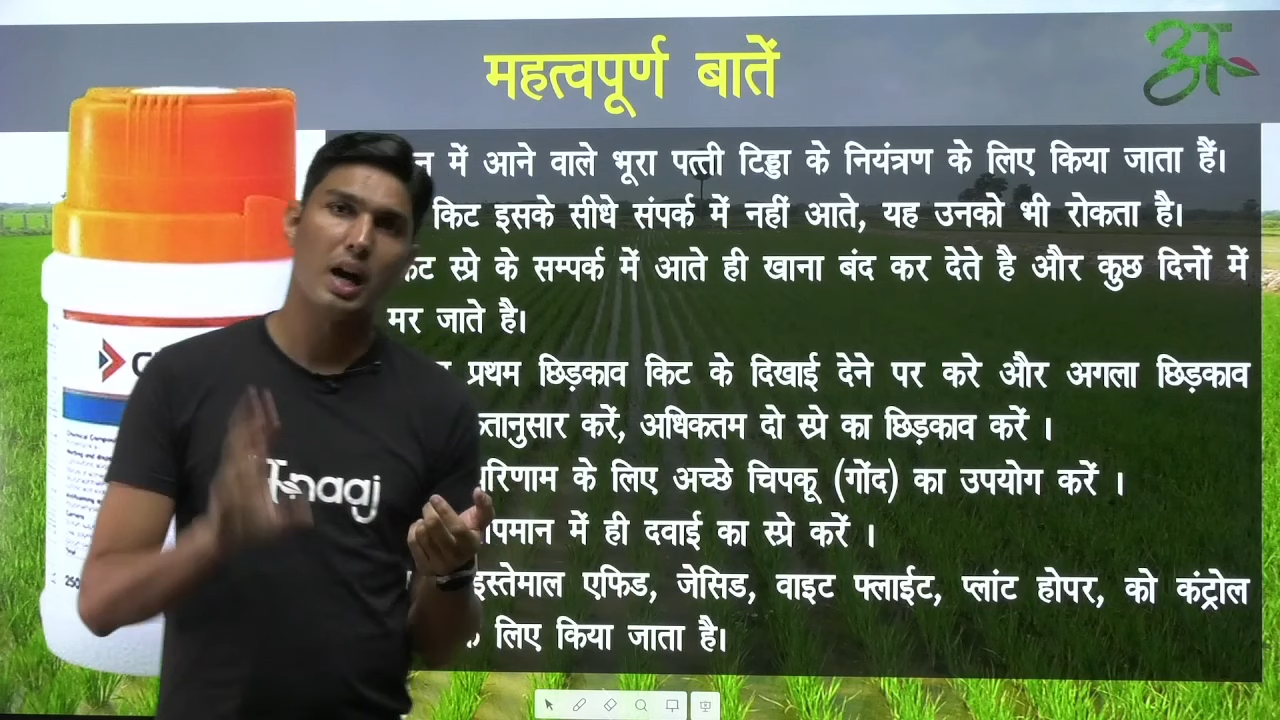 महत्वपूर्ण बातें
में आने वाले भूरा पत्ती टिड्डा के नियंत्रण के लिए किया जाता हैं।
किट इसके सीधे संपर्क में नहीं आते, यह उनको भी रोकता है।
स्प्रे के सम्पर्क में आते ही खाना बंद कर देते है और कुछ दिनों में
मर जाते है।
प्रथम छिड़काव किट के दिखाई देने पर करे और अगला छिड़काव
करें, अधिकतम दो स्प्रे का छिड़काव करें ।
के लिए अच्छे चिपकू (गोंद) का उपयोग करें ।
में ही दवाई का स्प्रे करें ।
इस्तेमाल एफिड, जेसिड, वाइट फ्लाईट, प्लांट होपर, को कंट्रोल
लिए किया जाता है।
250